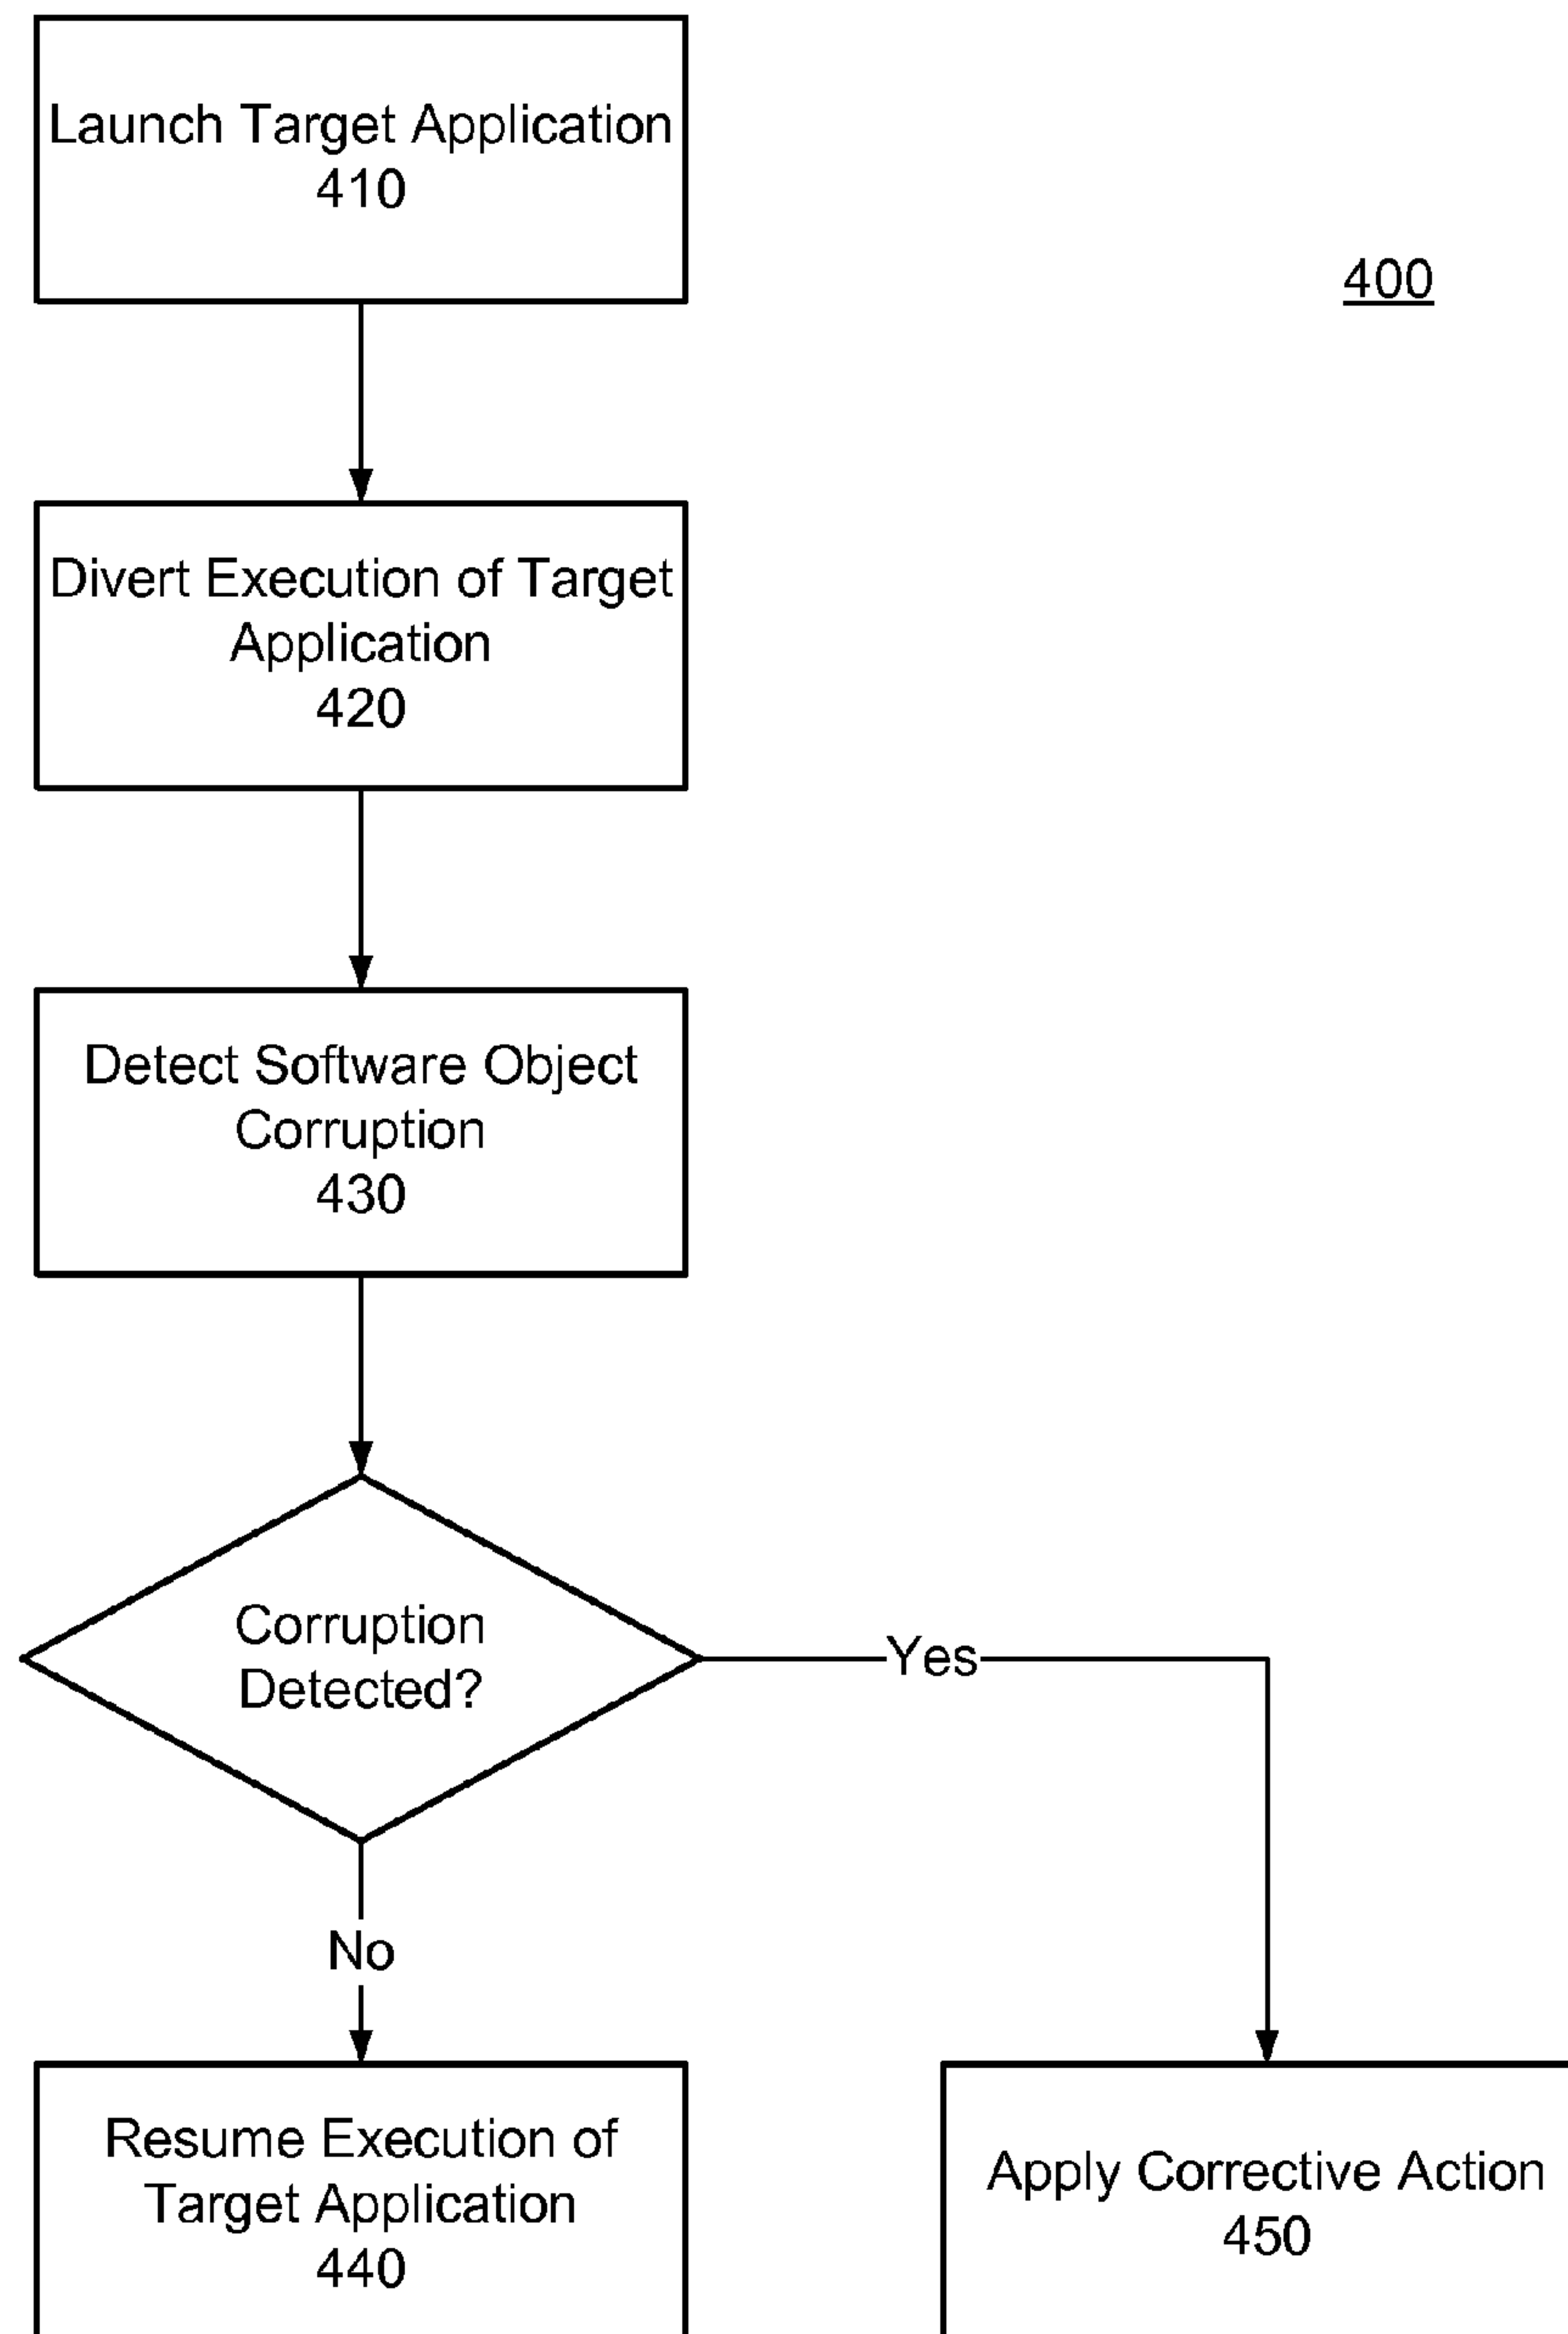 Launch Target Application
410
400
Divert Execution of Target
Application
420
Detect Software Object
Corruption
430
Corruption
Detected?
Yes
No
Resume Execution of
Target Application
440
Apply Corrective Action
450